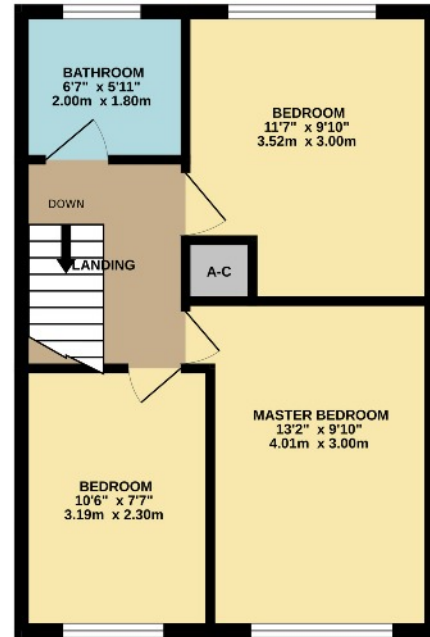 BATHROOM
6'7" x 5'11"
2.00m x 1.80m
BEDROOM
11'7" x 9'10"
3.52m x 3.00m
DOWN
LANDING
A-C
MASTER BEDROOM
13'2" x 9'10"
4.01m x 3.00m
BEDROOM
10'6" x 7'7"
3.19m x 2.30m